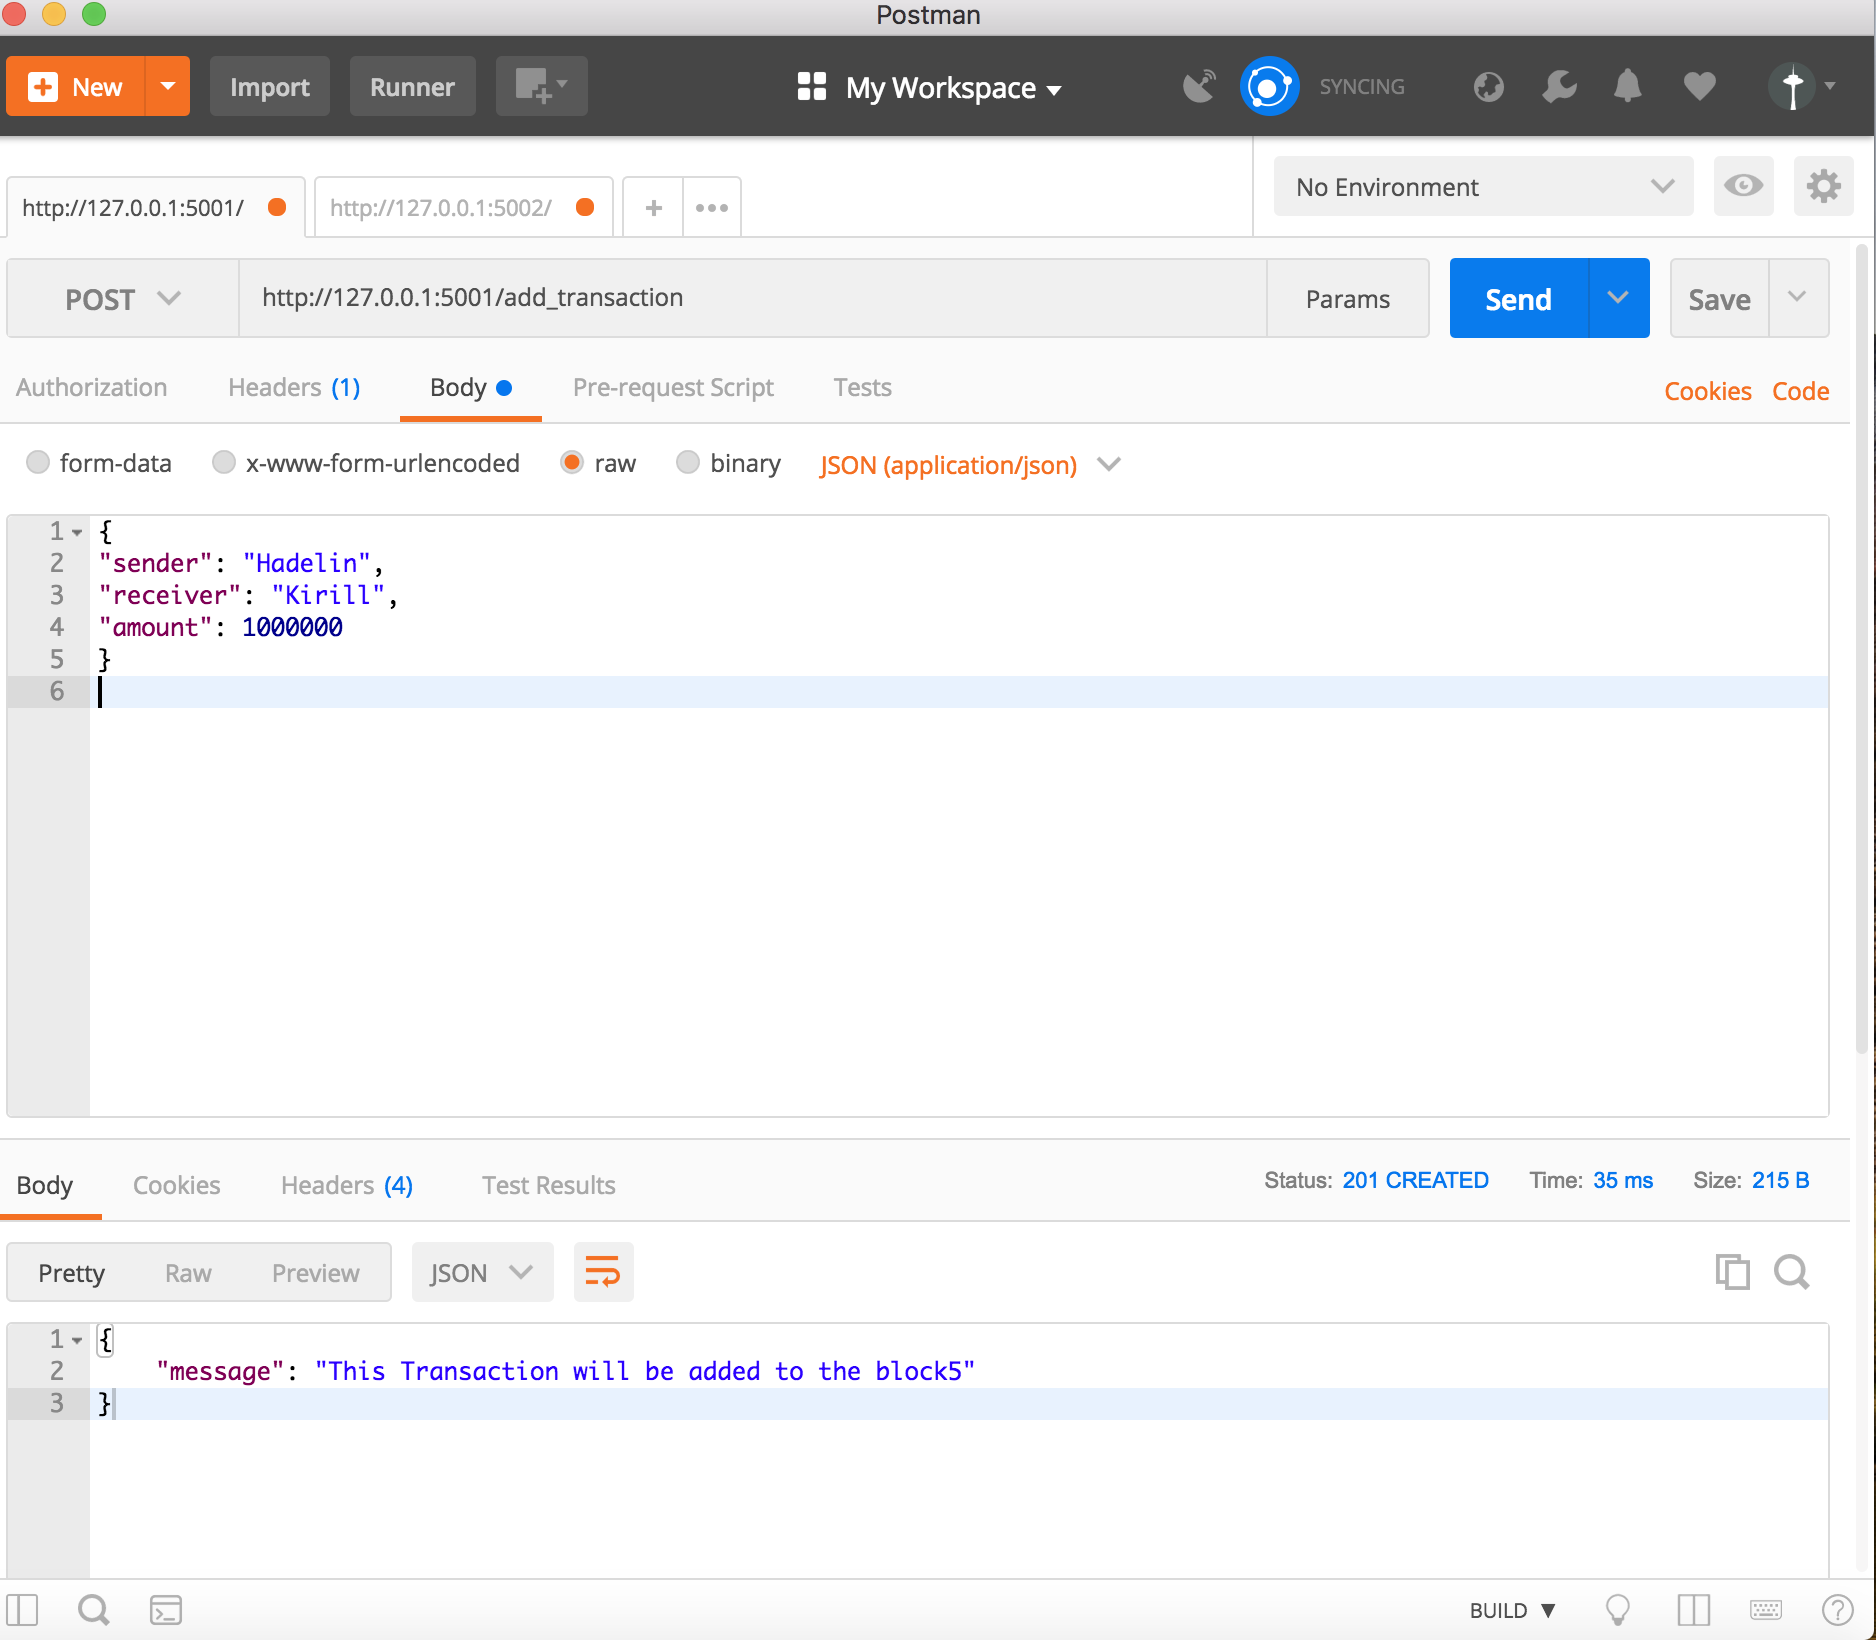 Postman
New Import Runner My Workspace SYNCING
http://127.0.0.1:5001/ http://127.0.0.1:5002/ + ••• No Environment
POST http://127.0.0.1:5001/add_transaction Params Send Save
Authorization Headers (1) Body Pre-request Script Tests Cookies Code
form-data x-www-form-urlencoded raw binary JSON (application/json)
1 {
2 "sender": "Hadelin",
3 "receiver": "Kirill",
4 "amount": 1000000
5 }
6
Body Cookies Headers (4) Test Results Status: 201 CREATED Time: 35 ms Size: 215 B
Pretty Raw Preview JSON
1 {
2 "message": "This Transaction will be added to the block5"
3 }
BUILD ▼ ?